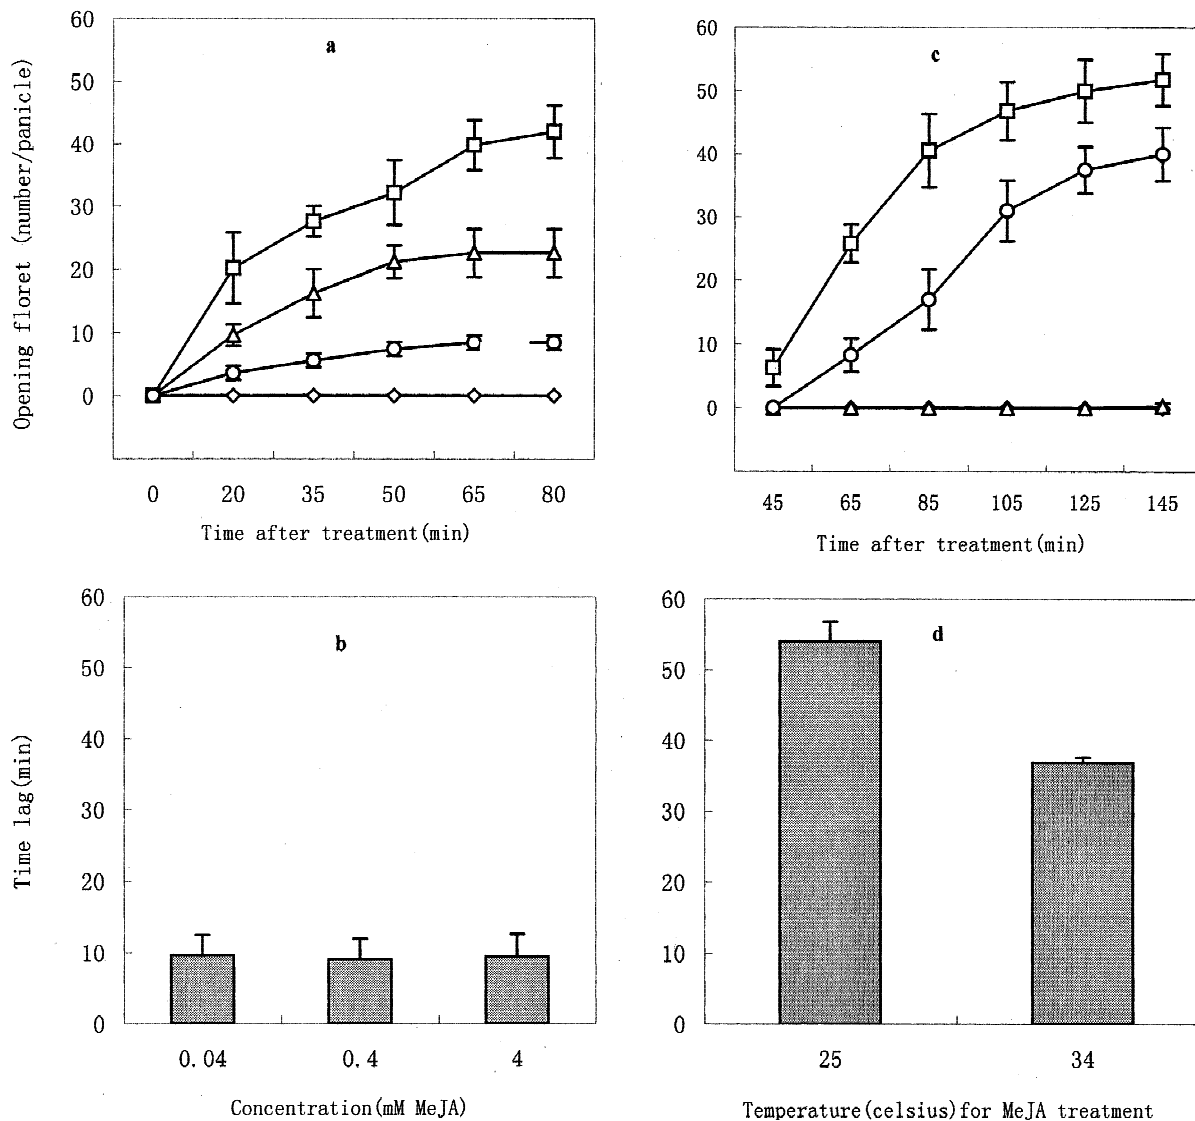 a
Opening floret (number/panicle)
60
50
40
30
20
10
0
0 20 35 50 65 80
Time after treatment(min)
c
60
50
40
30
20
10
0
45 65 85 105 125 145
Time after treatment(min)
b
Time lag(min)
60
50
40
30
20
10
0
0.04 0.4 4
Concentration(mM MeJA)
d
60
50
40
30
20
10
0
25 34
Temperature(celsius)for MeJA treatment